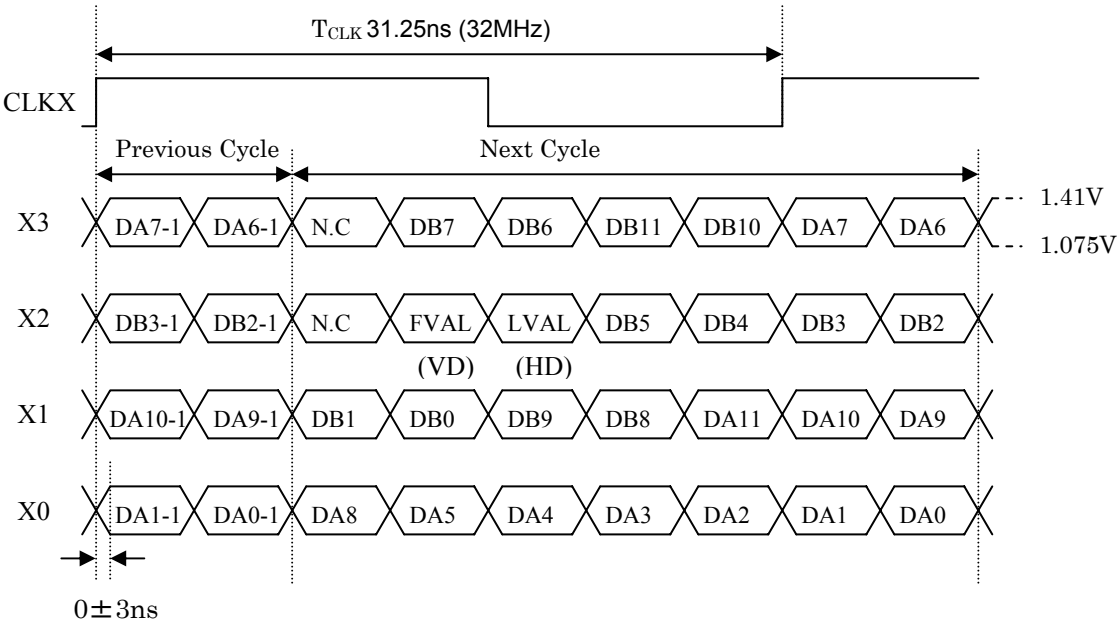 T_CLK 31.25ns (32MHz)
CLKX
Previous Cycle Next Cycle
X3 DA7-1 DA6-1 N.C DB7 DB6 DB11 DB10 DA7 DA6 1.41V
1.075V
X2 DB3-1 DB2-1 N.C FVAL LVAL DB5 DB4 DB3 DB2
(VD) (HD)
X1 DA10-1 DA9-1 DB1 DB0 DB9 DB8 DA11 DA10 DA9
X0 DA1-1 DA0-1 DA8 DA5 DA4 DA3 DA2 DA1 DA0
0±3ns